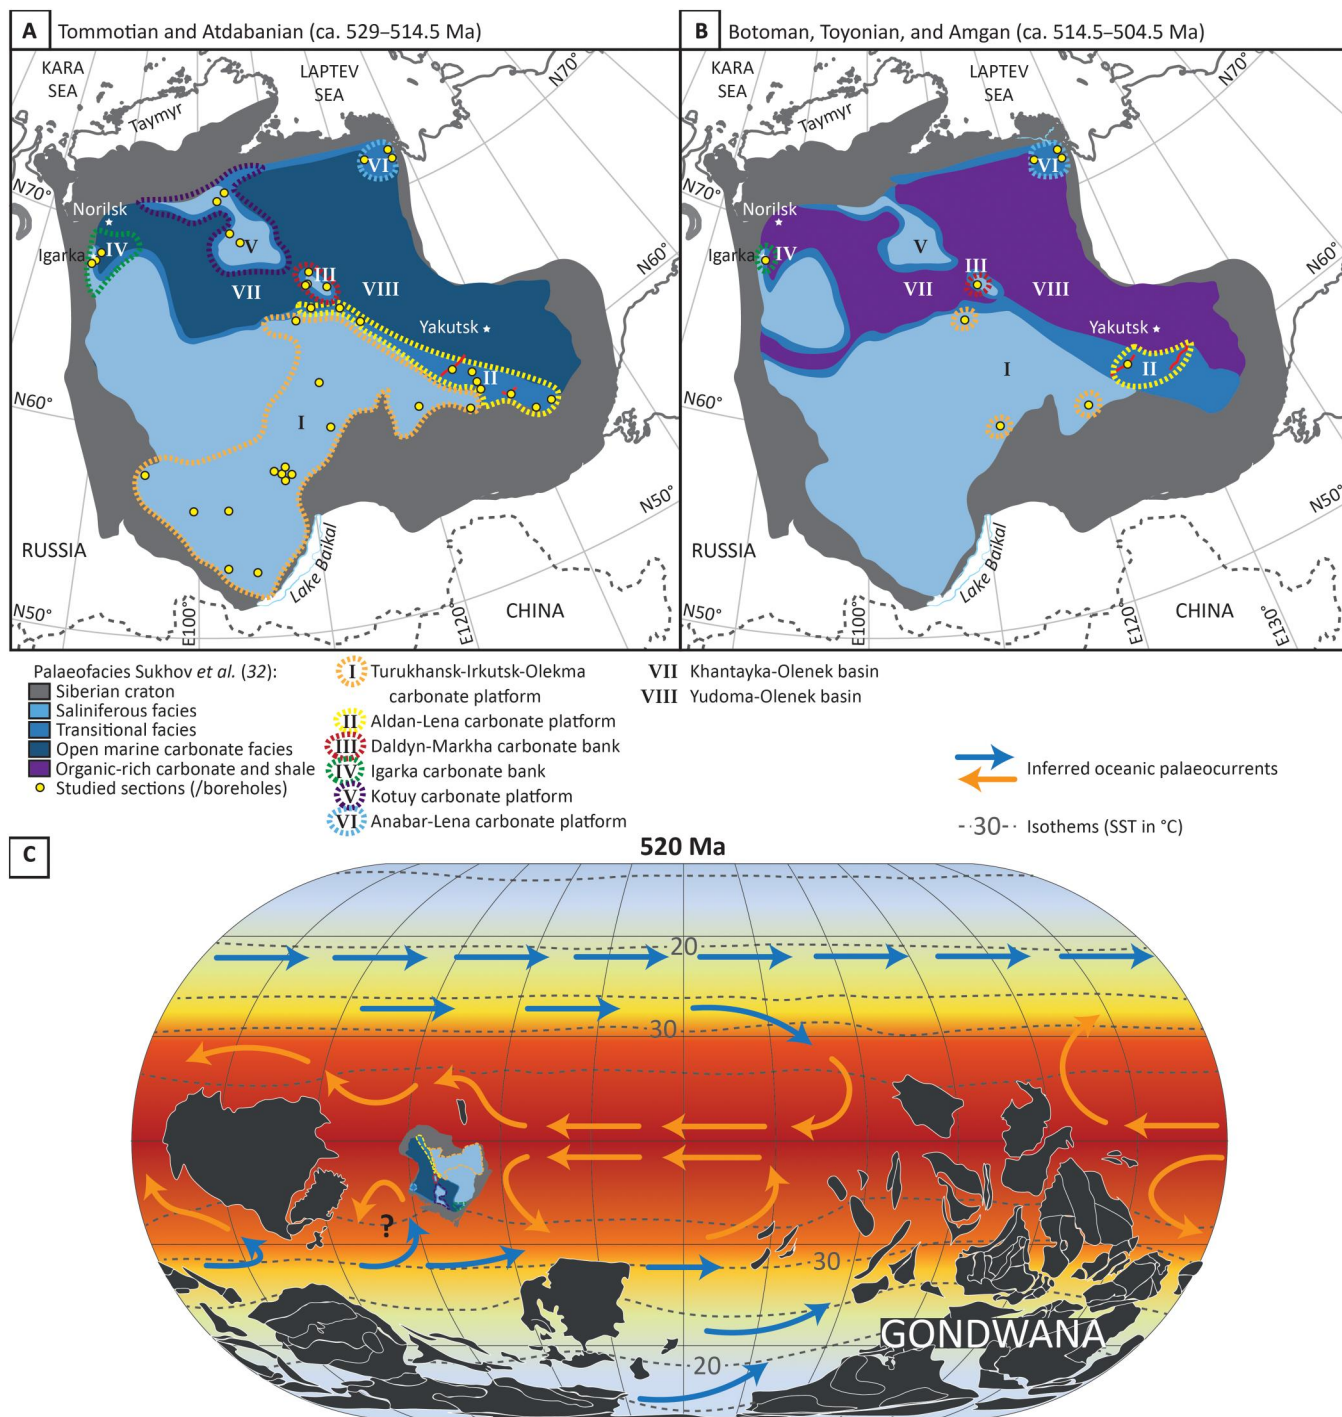 A Tommotian and Atdabanian (ca. 529–514.5 Ma)
KARA
SEA
LAPTEV
SEA
N70°
Taymyr
N70°
Norilsk
Igarka
IV
V
VI
III
VII
VIII
N60°
Yakutsk
II
N60°
I
N50°
RUSSIA
Lake Baikal
CHINA
N50°
E100°
E120°
B Botoman, Toyonian, and Amgan (ca. 514.5–504.5 Ma)
KARA
SEA
LAPTEV
SEA
N70°
Taymyr
N70°
Norilsk
Igarka
IV
V
VI
III
VII
VIII
N60°
Yakutsk
II
N60°
I
N50°
RUSSIA
Lake Baikal
CHINA
N50°
E100°
E120°
E130°
Palaeofacies Sukhov et al. (32):
Siberian craton
Saliniferous facies
Transitional facies
Open marine carbonate facies
Organic-rich carbonate and shale
Studied sections (/boreholes)
I Turukhansk-Irkutsk-Olekma
carbonate platform
II Aldan-Lena carbonate platform
III Daldyn-Markha carbonate bank
IV Igarka carbonate bank
V Kotuy carbonate platform
VI Anabar-Lena carbonate platform
VII Khantayka-Olenek basin
VIII Yudoma-Olenek basin
Inferred oceanic palaeocurrents
30 Isothems (SST in °C)
C
520 Ma
20
30
?
30
GONDWANA
20